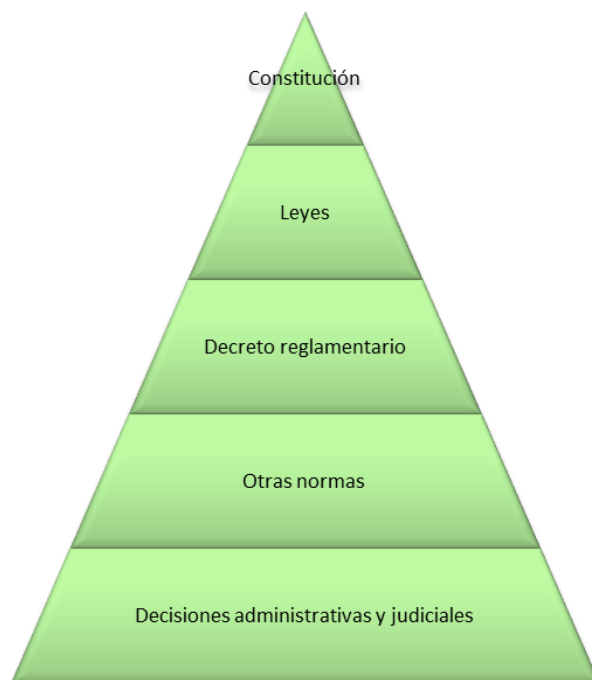 Constitución
Leyes
Decreto reglamentario
Otras normas
Decisiones administrativas y judiciales